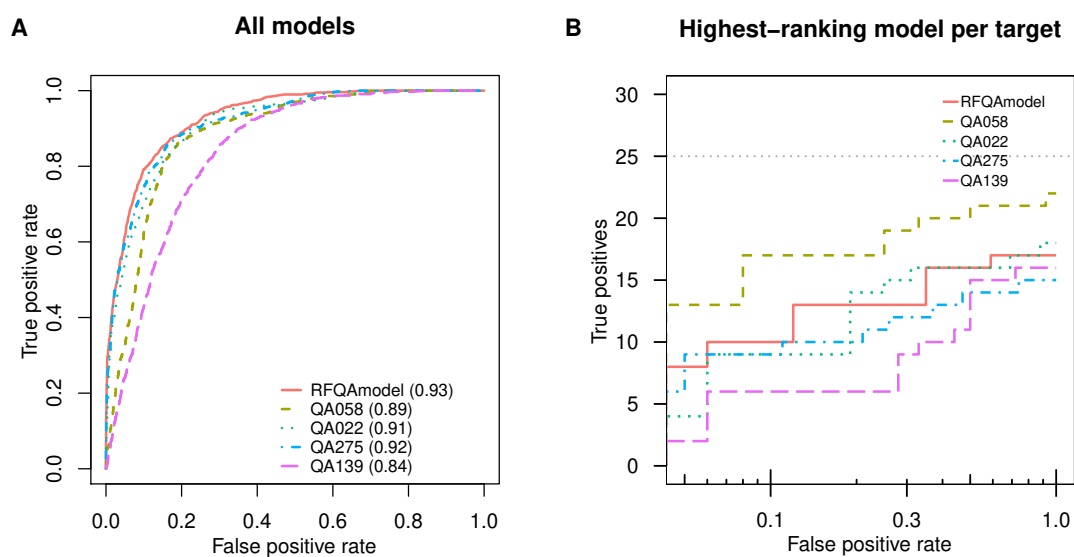 A
All models
True positive rate
1.0
0.8
0.6
0.4
0.2
0.0
RFQAmodel (0.93)
QA058 (0.89)
QA022 (0.91)
QA275 (0.92)
QA139 (0.84)
0.0 0.2 0.4 0.6 0.8 1.0
False positive rate
B
Highest−ranking model per target
True positives
30
25
20
15
10
5
0
RFQAmodel
QA058
QA022
QA275
QA139
0.1 0.3 1.0
False positive rate